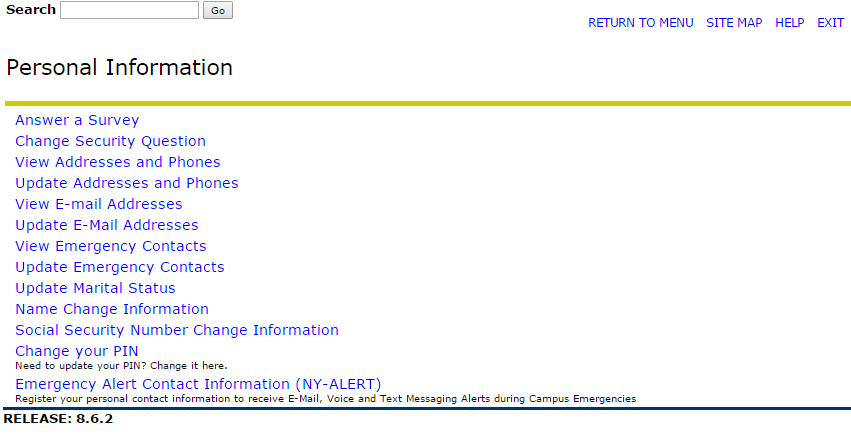 Search Go
RETURN TO MENU SITE MAP HELP EXIT
Personal Information
Answer a Survey
Change Security Question
View Addresses and Phones
Update Addresses and Phones
View E-mail Addresses
Update E-Mail Addresses
View Emergency Contacts
Update Emergency Contacts
Update Marital Status
Name Change Information
Social Security Number Change Information
Change your PIN
Need to update your PIN? Change it here.
Emergency Alert Contact Information (NY-ALERT)
Register your personal contact information to receive E-Mail, Voice and Text Messaging Alerts during Campus Emergencies
RELEASE: 8.6.2